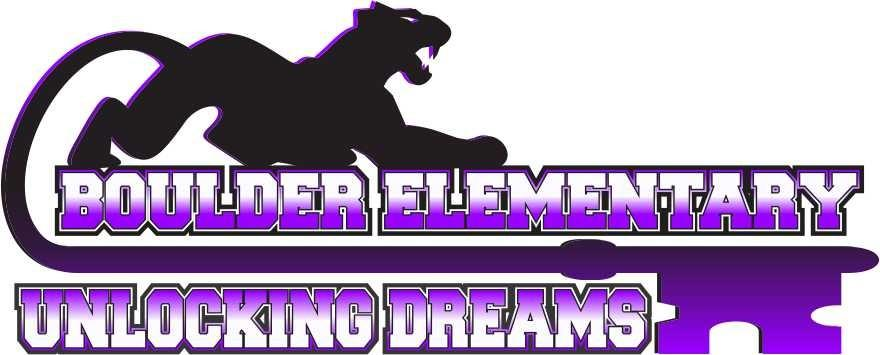 BOULDER ELEMENTARY
UNLOCKING DREAMS